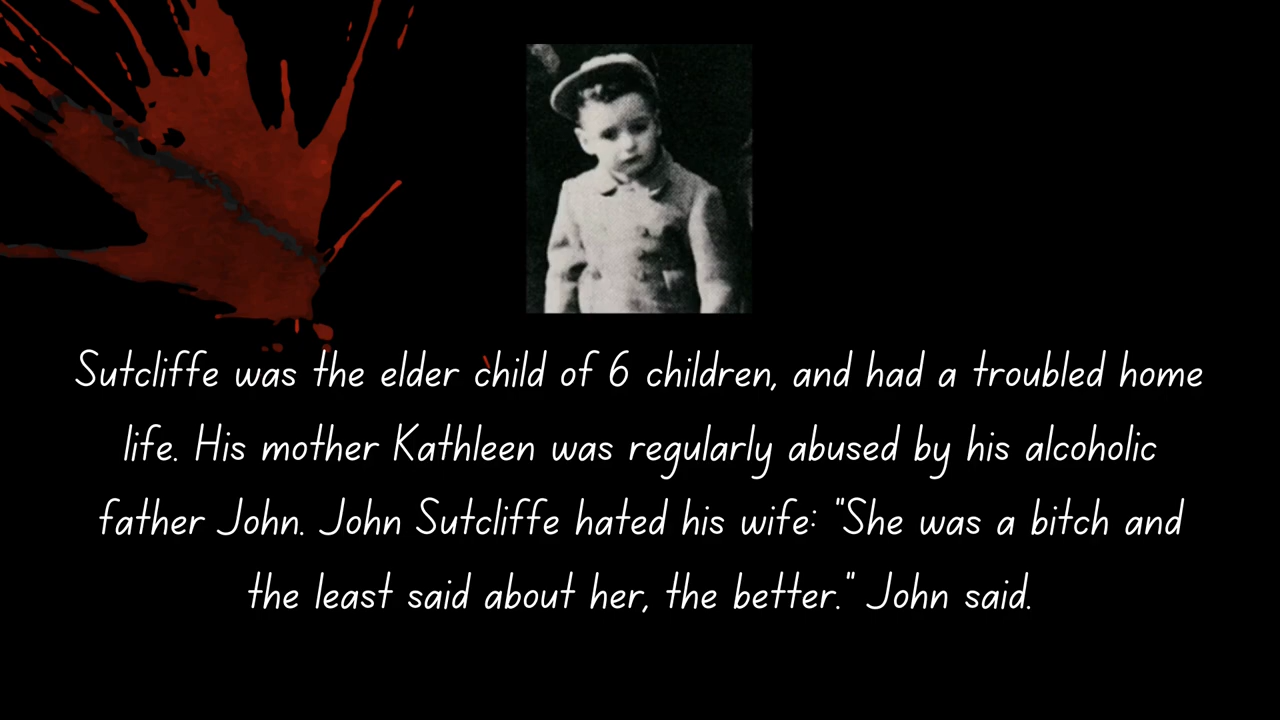 Sutcliffe was the elder child of 6 children, and had a troubled home
life. His mother Kathleen was regularly abused by his alcoholic
father John. John Sutcliffe hated his wife: "She was a bitch and
the least said about her, the better." John said.